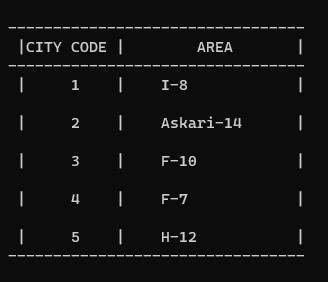 |CITY CODE | AREA |
| 1 | I-8 |
| 2 | Askari-14 |
| 3 | F-10 |
| 4 | F-7 |
| 5 | H-12 |